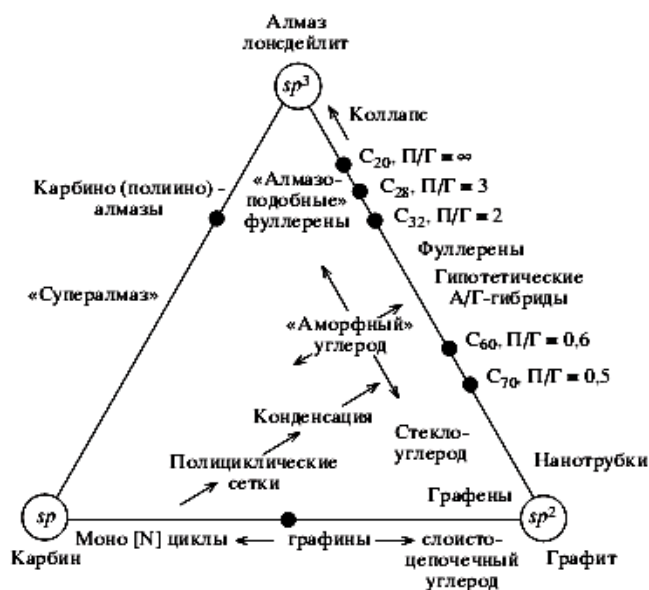 Алмаз
лонсдейлит
sp³
Коллапс
C₂₀, П/Г = ∞
Карбино (полиино) -
алмазы
«Алмазо-
подобные»
фуллерены
C₂₈, П/Г = 3
C₃₂, П/Г = 2
Фуллерены
Гипотетические
А/Г-гибриды
«Супералмаз»
«Аморфный»
углерод
C₆₀, П/Г = 0,6
C₇₀, П/Г = 0,5
Конденсация
Стекло-
углерод
Полициклические
сетки
Нанотрубки
Графены
sp
sp²
Карбин
Моно [N] циклы
графины
слоисто-
цепочечный
углерод
Графит